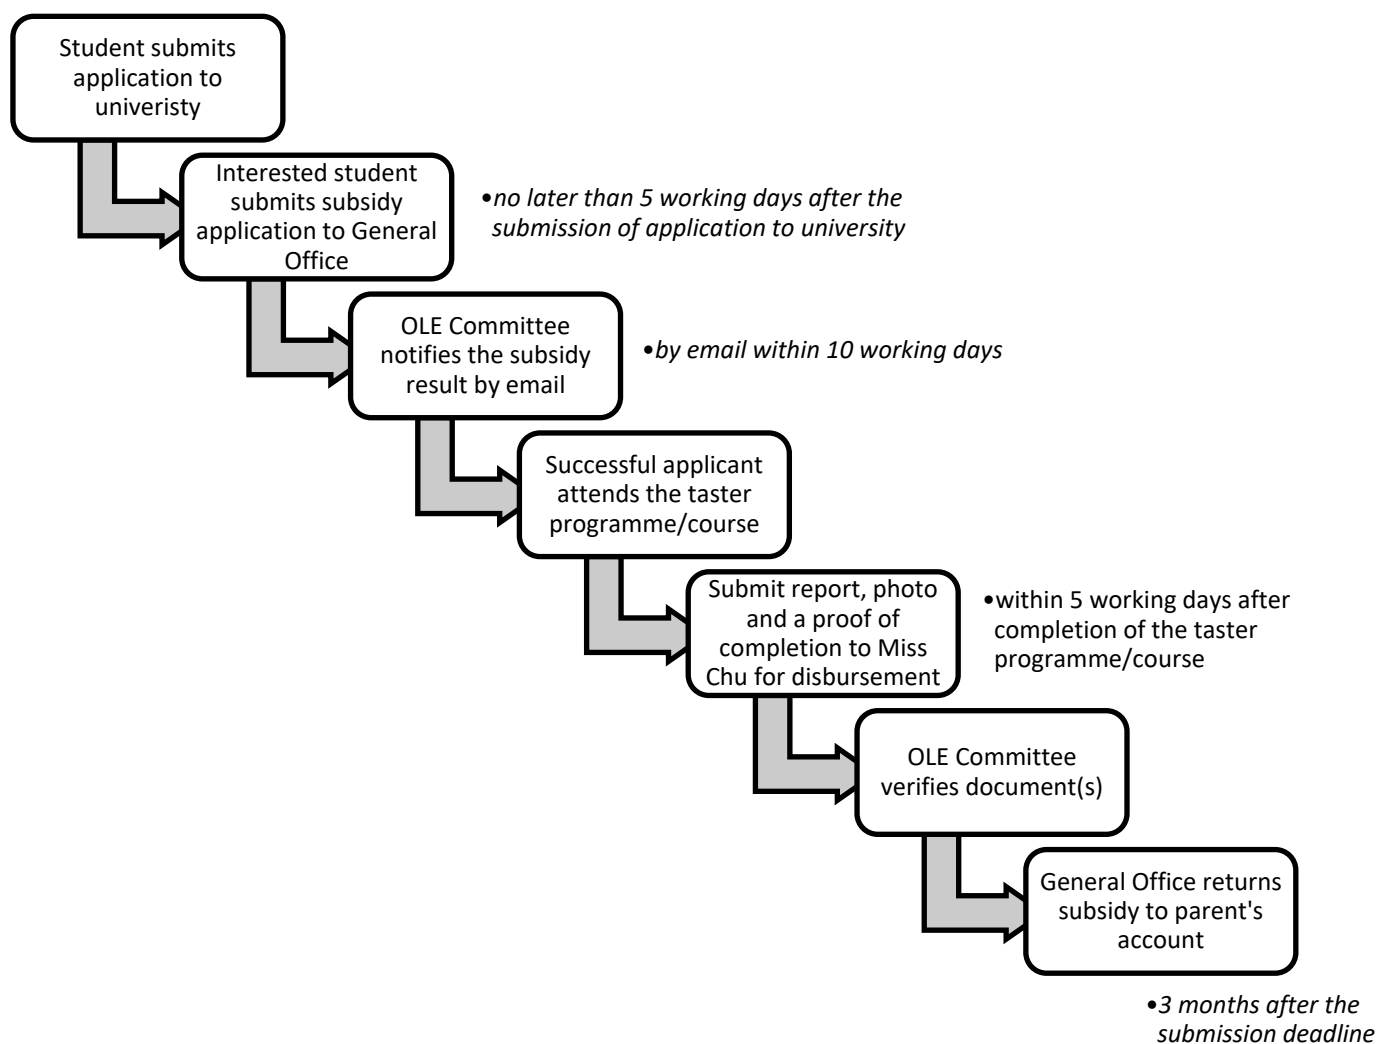 Student submits
application to
univeristy
Interested student
submits subsidy
application to General
Office
•no later than 5 working days after the
submission of application to university
OLE Committee
notifies the subsidy
result by email
•by email within 10 working days
Successful applicant
attends the taster
programme/course
Submit report, photo
and a proof of
completion to Miss
Chu for disbursement
•within 5 working days after
completion of the taster
programme/course
OLE Committee
verifies document(s)
General Office returns
subsidy to parent's
account
•3 months after the
submission deadline